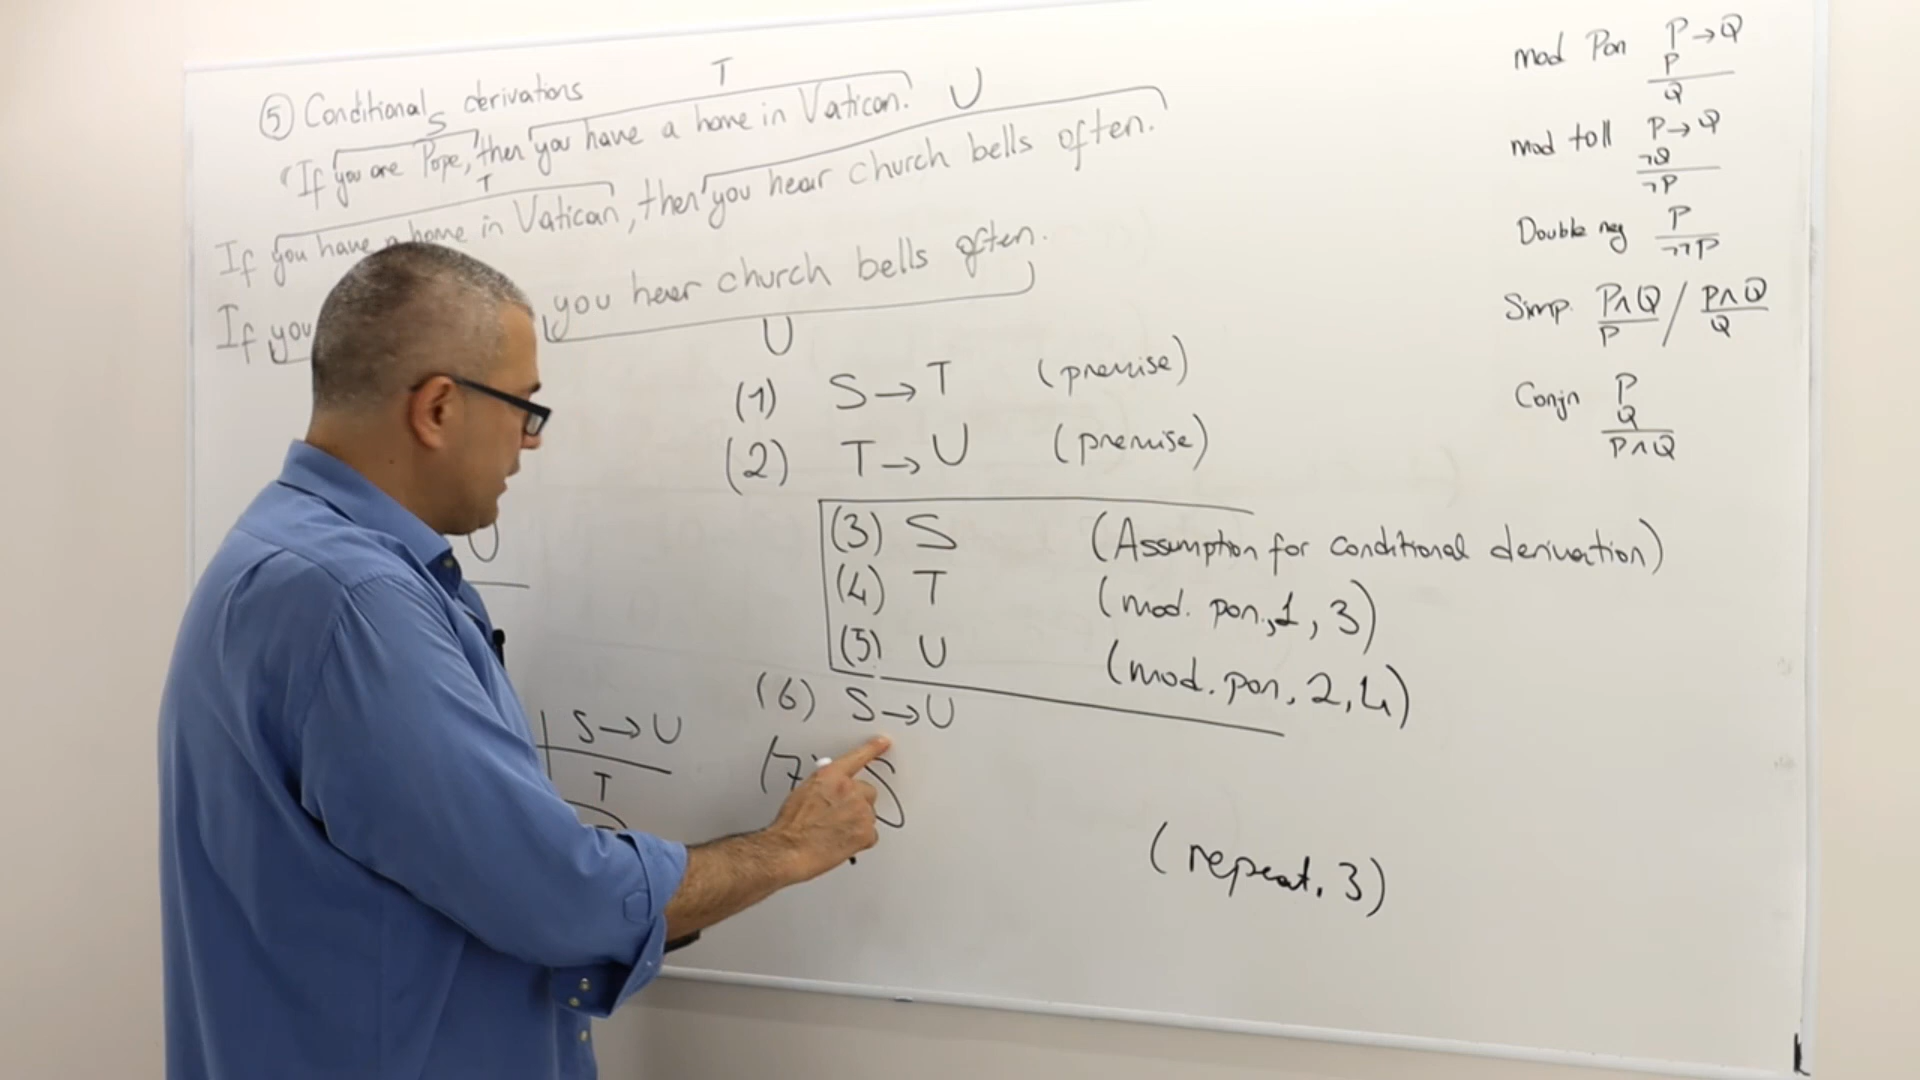 ⑤ Conditional derivations
S T
"If you are Pope, then you have a home in Vatican.
T U
If you have a home in Vatican, then you hear church bells often.
If you you hear church bells often.
U
(1) S → T (premise)
(2) T → U (premise)
(3) S (Assumption for conditional derivation)
(4) T (mod. pon., 1, 3)
(5) U (mod. pon, 2, 4)
(6) S → U
(7) S
(repeat. 3)
U
S → U
T
mod Pon P → Q
P
Q
mod toll P → Q
¬Q
¬P
Double neg P
¬¬P
Simp. P∧Q / P∧Q
P Q
Conjn P
Q
P∧Q